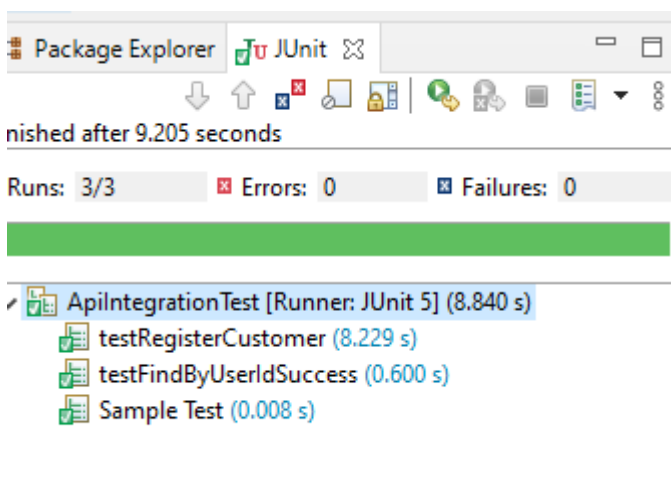 Package Explorer JUnit
nished after 9.205 seconds
Runs: 3/3 Errors: 0 Failures: 0
ApiIntegrationTest [Runner: JUnit 5] (8.840 s)
testRegisterCustomer (8.229 s)
testFindByUserIdSuccess (0.600 s)
Sample Test (0.008 s)